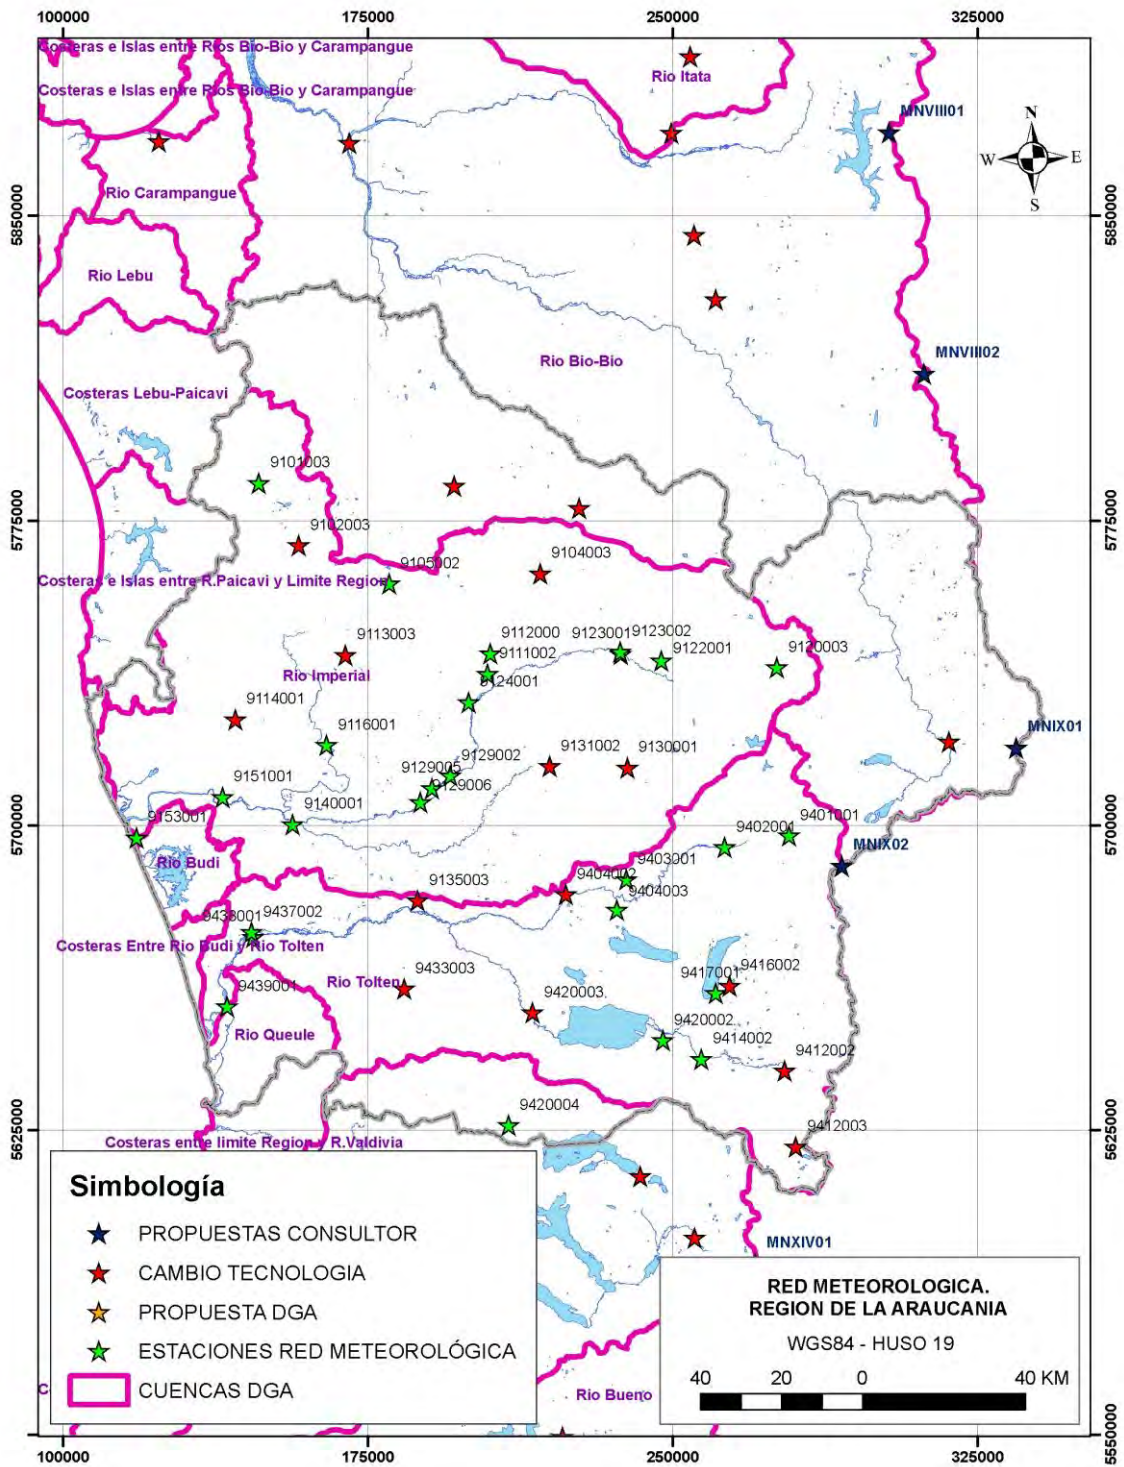 100000
175000
250000
325000
Costeras e Islas entre Ríos Bio-Bio y Carampangue
Rio Itata
Costeras e Islas entre Ríos Bio-Bio y Carampangue
MNVIII01
N
W
E
S
Rio Carampangue
5850000
5850000
Rio Lebu
MNVIII02
Rio Bio-Bio
Costeras Lebu-Paicavi
9101003
5775000
5775000
9102003
9104003
9105002
Costeras e Islas entre R.Paicavi y Limite Region
9113003
9112000
9123001
9123002
9111002
9122001
9120003
Rio Imperial
9124001
9114001
9116001
MNIX01
9131002
9130001
9129002
9129005
9129006
9151001
9140001
9153001
5700000
5700000
9402001
9401001
MNIX02
Rio Budi
9403001
9404002
9404003
9135003
9438001
9437002
Costeras Entre Rio Budi y Rio Tolten
9433003
Rio Tolten
9417001
9416002
9439001
9420003
Rio Queule
9420002
9414002
9412002
9420004
5625000
5625000
9412003
Costeras entre limite Region y R.Valdivia
MNXIV01
Simbología
PROPUESTAS CONSULTOR
CAMBIO TECNOLOGIA
PROPUESTA DGA
ESTACIONES RED METEOROLÓGICA
CUENCAS DGA
C
RED METEOROLOGICA.
REGION DE LA ARAUCANIA
WGS84 - HUSO 19
40 20 0 40 KM
Rio Bueno
5550000
5550000
100000
175000
250000
325000